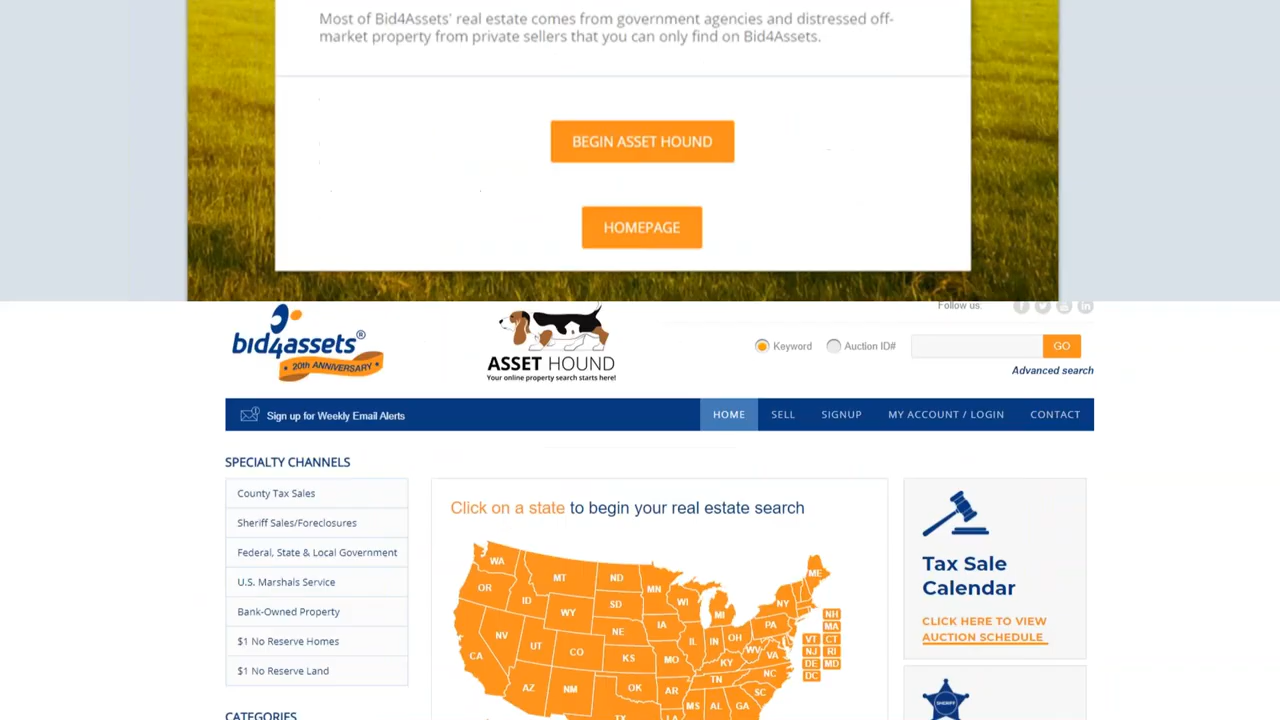 Most of Bid4Assets' real estate comes from government agencies and distressed off-
market property from private sellers that you can only find on Bid4Assets.
BEGIN ASSET HOUND
HOMEPAGE
Follow us:
bid4assets®
20th ANNIVERSARY
ASSET HOUND
Your online property search starts here!
Keyword
Auction ID#
GO
Advanced search
Sign up for Weekly Email Alerts
HOME
SELL
SIGNUP
MY ACCOUNT / LOGIN
CONTACT
SPECIALTY CHANNELS
County Tax Sales
Sheriff Sales/Foreclosures
Federal, State & Local Government
U.S. Marshals Service
Bank-Owned Property
$1 No Reserve Homes
$1 No Reserve Land
CATEGORIES
Click on a state to begin your real estate search
WA
MT
ND
MN
ME
OR
ID
SD
WI
MI
NY
WY
NH
IA
PA
MA
NV
NE
IL
IN
OH
VT
CT
UT
CO
WV
VA
NJ
RI
CA
KS
MO
KY
DE
MD
NC
DC
AZ
NM
OK
AR
TN
SC
MS
AL
GA
TX
LA
Tax Sale
Calendar
CLICK HERE TO VIEW
AUCTION SCHEDULE
SHERIFF